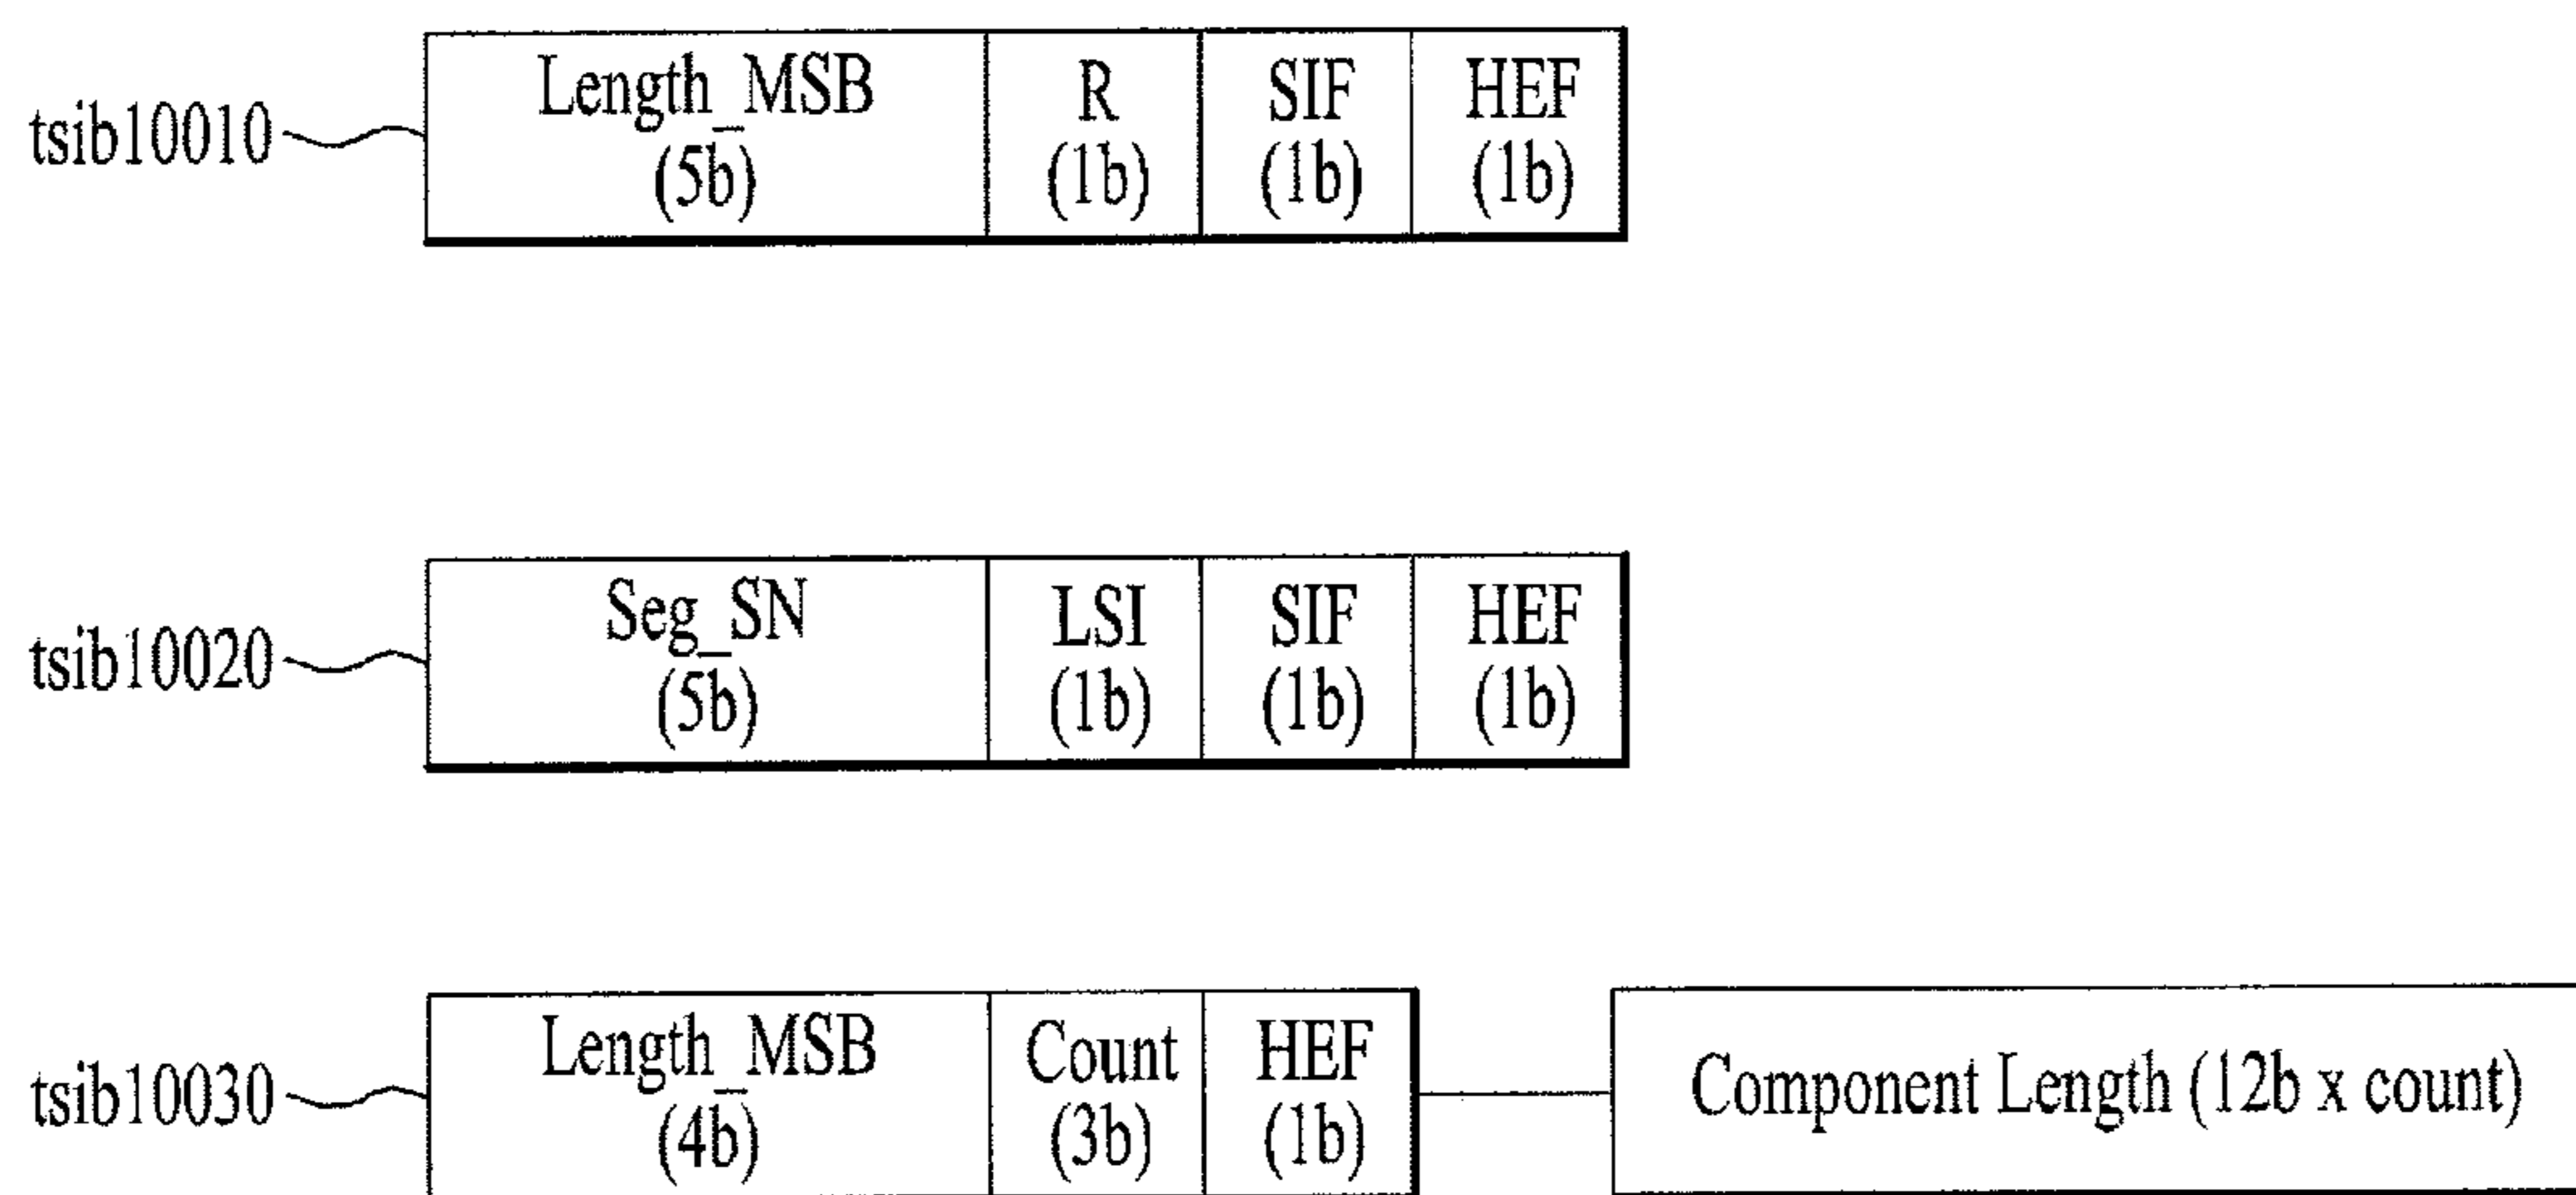 tsib10010
Length_MSB
(5b)
R
(1b)
SIF
(1b)
HEF
(1b)
tsib10020
Seg_SN
(5b)
LSI
(1b)
SIF
(1b)
HEF
(1b)
tsib10030
Length_MSB
(4b)
Count
(3b)
HEF
(1b)
Component Length (12b x count)